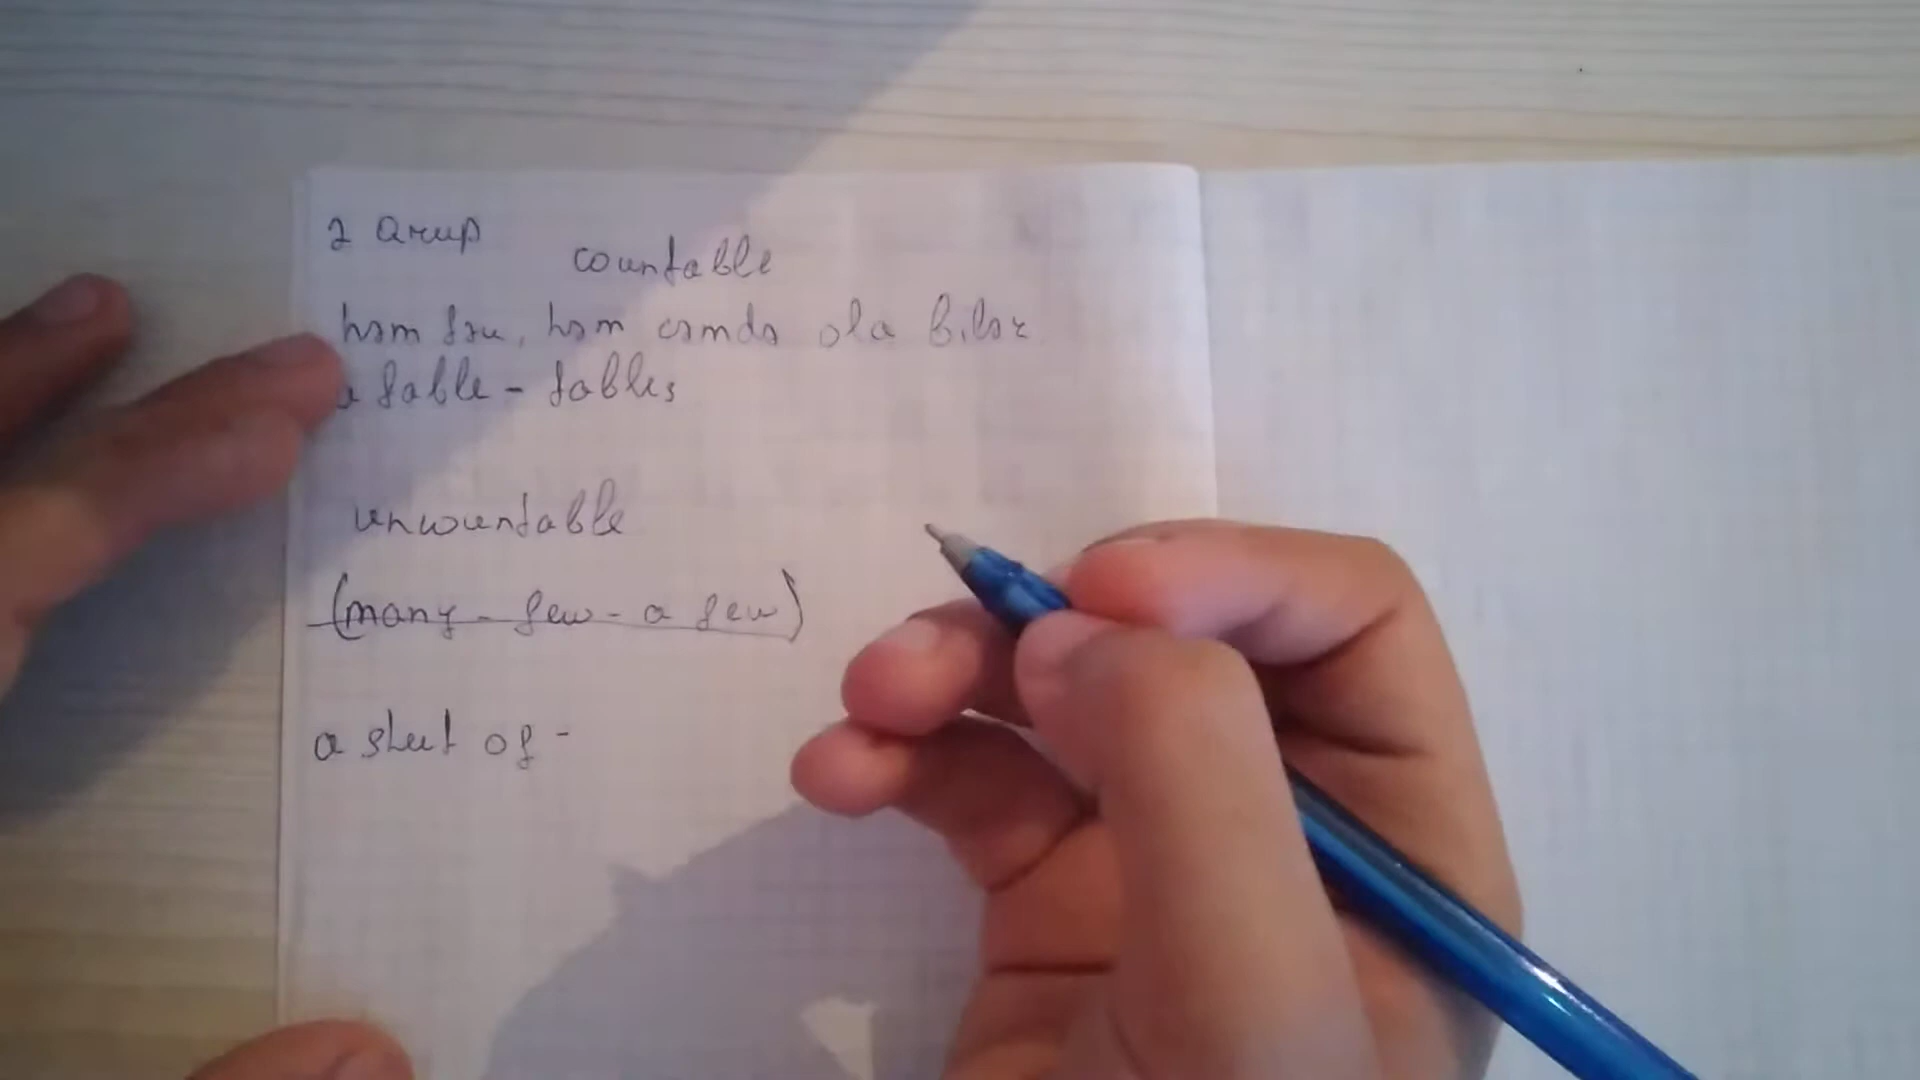 2 Qrup
countable
həm tək, həm cəmdə ola bilər
a table - tables
uncountable
(many - few - a few)
a sheet of -